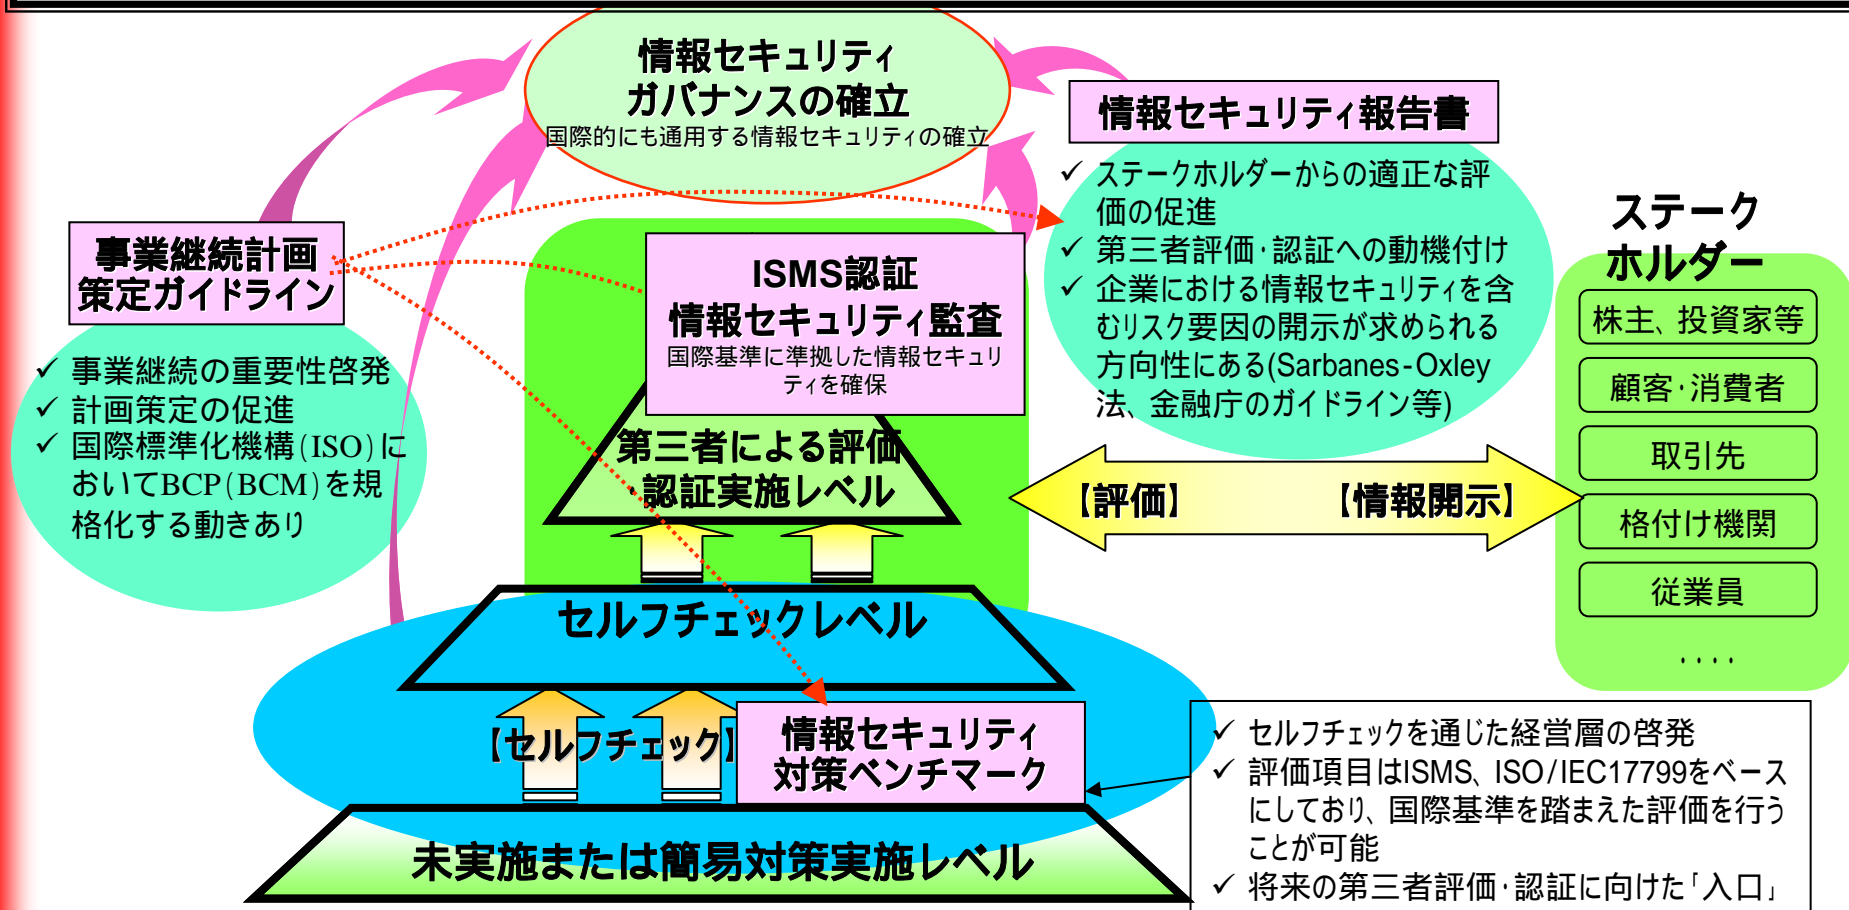 情報セキュリティ
ガバナンスの確立
国際的にも通用する情報セキュリティの確立
情報セキュリティ報告書
✓ ステークホルダーからの適正な評
価の促進
✓ 第三者評価・認証への動機付け
✓ 企業における情報セキュリティを含
むリスク要因の開示が求められる
方向性にある(Sarbanes-Oxley
法、金融庁のガイドライン等)
事業継続計画
策定ガイドライン
✓ 事業継続の重要性啓発
✓ 計画策定の促進
✓ 国際標準化機構(ISO)に
おいてBCP(BCM)を規
格化する動きあり
ISMS認証
情報セキュリティ監査
国際基準に準拠した情報セキュリ
ティを確保
第三者による評価
・認証実施レベル
【評価】 【情報開示】
ステーク
ホルダー
株主、投資家等
顧客・消費者
取引先
格付け機関
従業員
・・・・
セルフチェックレベル
【セルフチェック】
情報セキュリティ
対策ベンチマーク
未実施または簡易対策実施レベル
✓ セルフチェックを通じた経営層の啓発
✓ 評価項目はISMS、ISO/IEC17799をベース
にしており、国際基準を踏まえた評価を行う
ことが可能
✓ 将来の第三者評価・認証に向けた「入口」